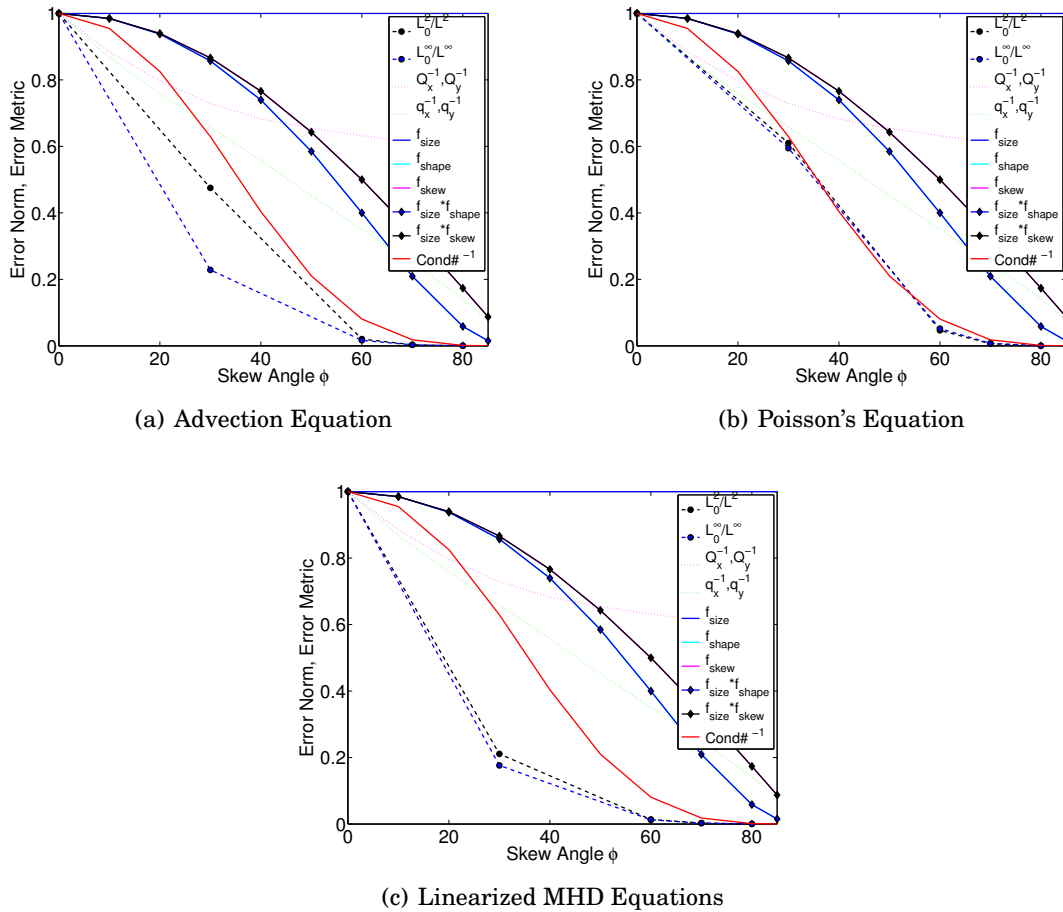 1
0.8
0.6
0.4
0.2
0
0 20 40 60 80
Error Norm, Error Metric
Skew Angle ϕ
L₀²/L²
L₀^∞/L^∞
Qₓ⁻¹,Q_y⁻¹
qₓ⁻¹,q_y⁻¹
f_size
f_shape
f_skew
f_size*f_shape
f_size*f_skew
Cond# ⁻¹
(a) Advection Equation
1
0.8
0.6
0.4
0.2
0
0 20 40 60 80
Error Norm, Error Metric
Skew Angle ϕ
L₀²/L²
L₀^∞/L^∞
Qₓ⁻¹,Q_y⁻¹
qₓ⁻¹,q_y⁻¹
f_size
f_shape
f_skew
f_size*f_shape
f_size*f_skew
Cond# ⁻¹
(b) Poisson's Equation
1
0.8
0.6
0.4
0.2
0
0 20 40 60 80
Error Norm, Error Metric
Skew Angle ϕ
L₀²/L²
L₀^∞/L^∞
Qₓ⁻¹,Q_y⁻¹
qₓ⁻¹,q_y⁻¹
f_size
f_shape
f_skew
f_size*f_shape
f_size*f_skew
Cond# ⁻¹
(c) Linearized MHD Equations